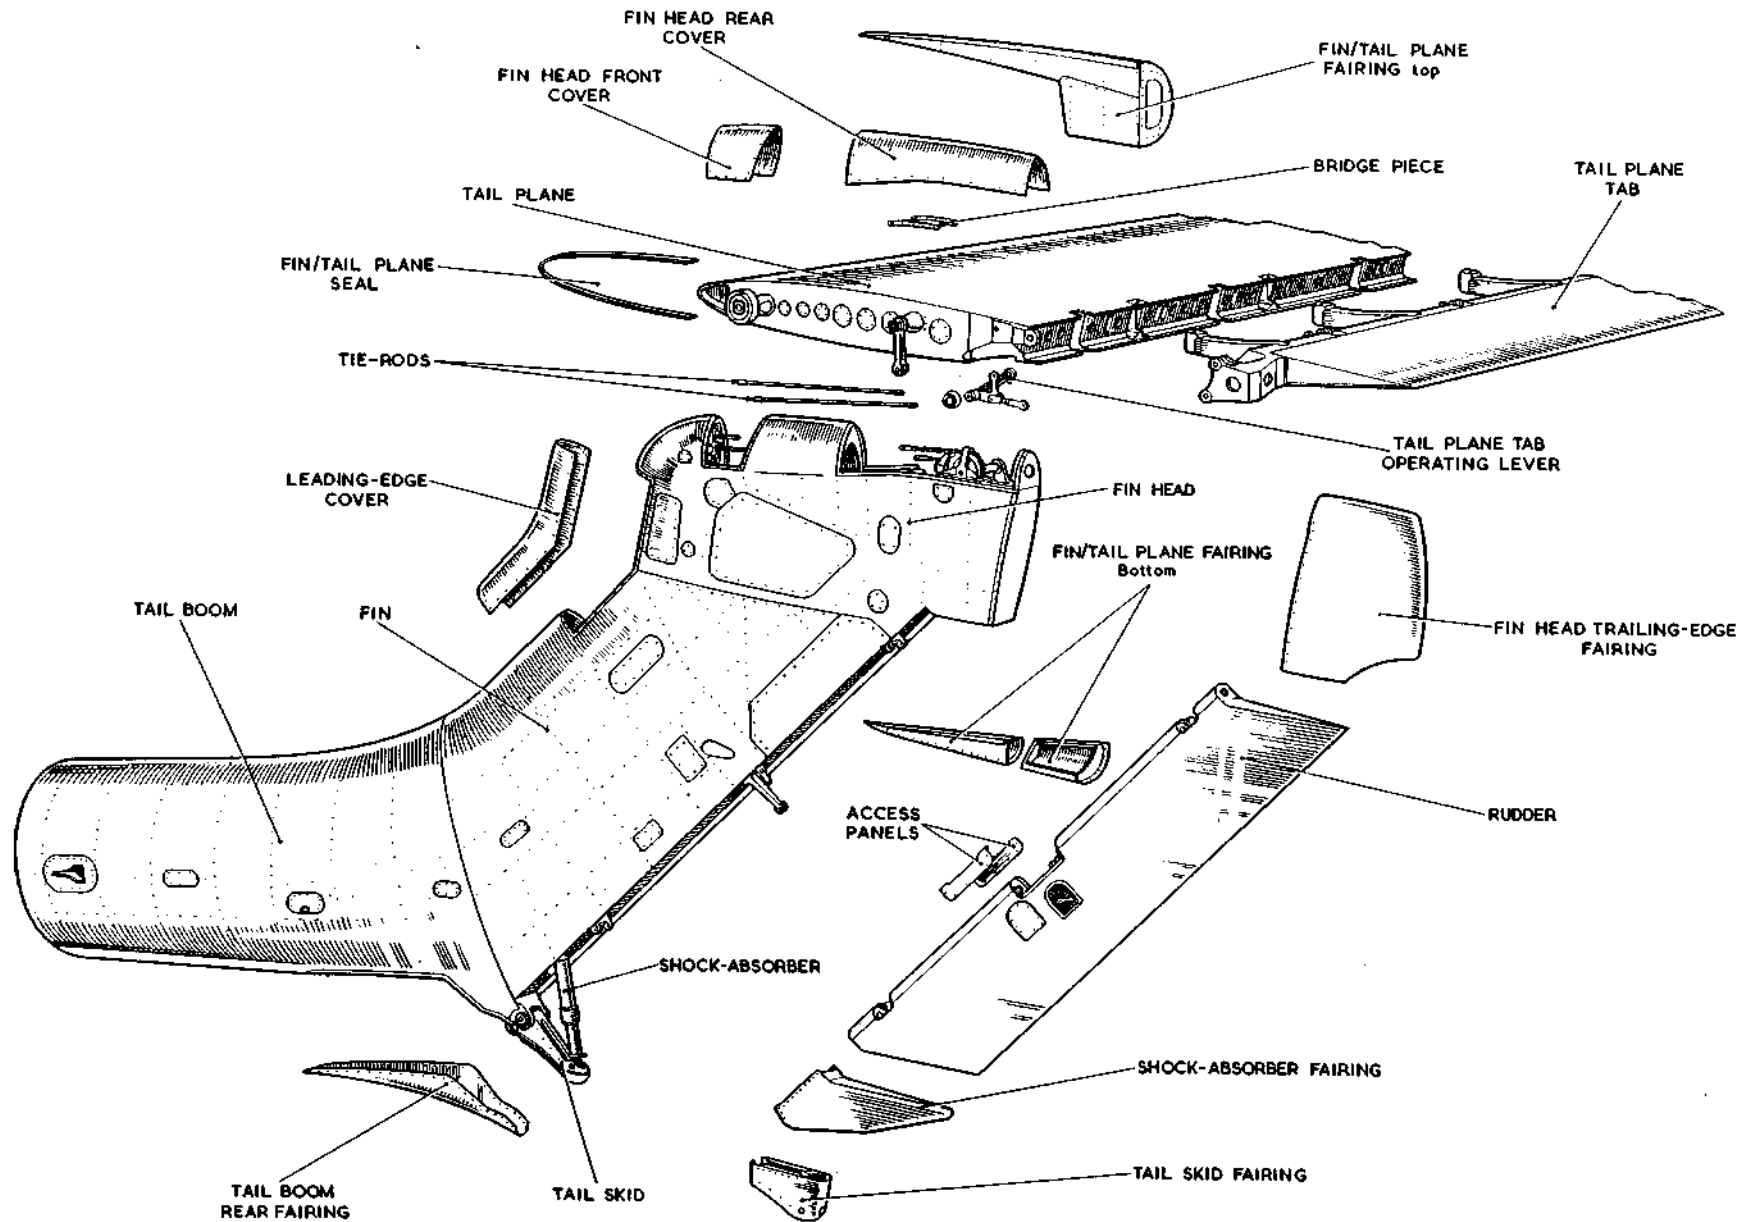 FIN HEAD REAR
COVER
FIN/TAIL PLANE
FAIRING top
FIN HEAD FRONT
COVER
BRIDGE PIECE
TAIL PLANE
TAB
TAIL PLANE
FIN/TAIL PLANE
SEAL
TIE-RODS
TAIL PLANE TAB
OPERATING LEVER
LEADING-EDGE
COVER
FIN HEAD
FIN/TAIL PLANE FAIRING
Bottom
TAIL BOOM
FIN
FIN HEAD TRAILING-EDGE
FAIRING
ACCESS
PANELS
RUDDER
SHOCK-ABSORBER
SHOCK-ABSORBER FAIRING
TAIL SKID FAIRING
TAIL BOOM
REAR FAIRING
TAIL SKID